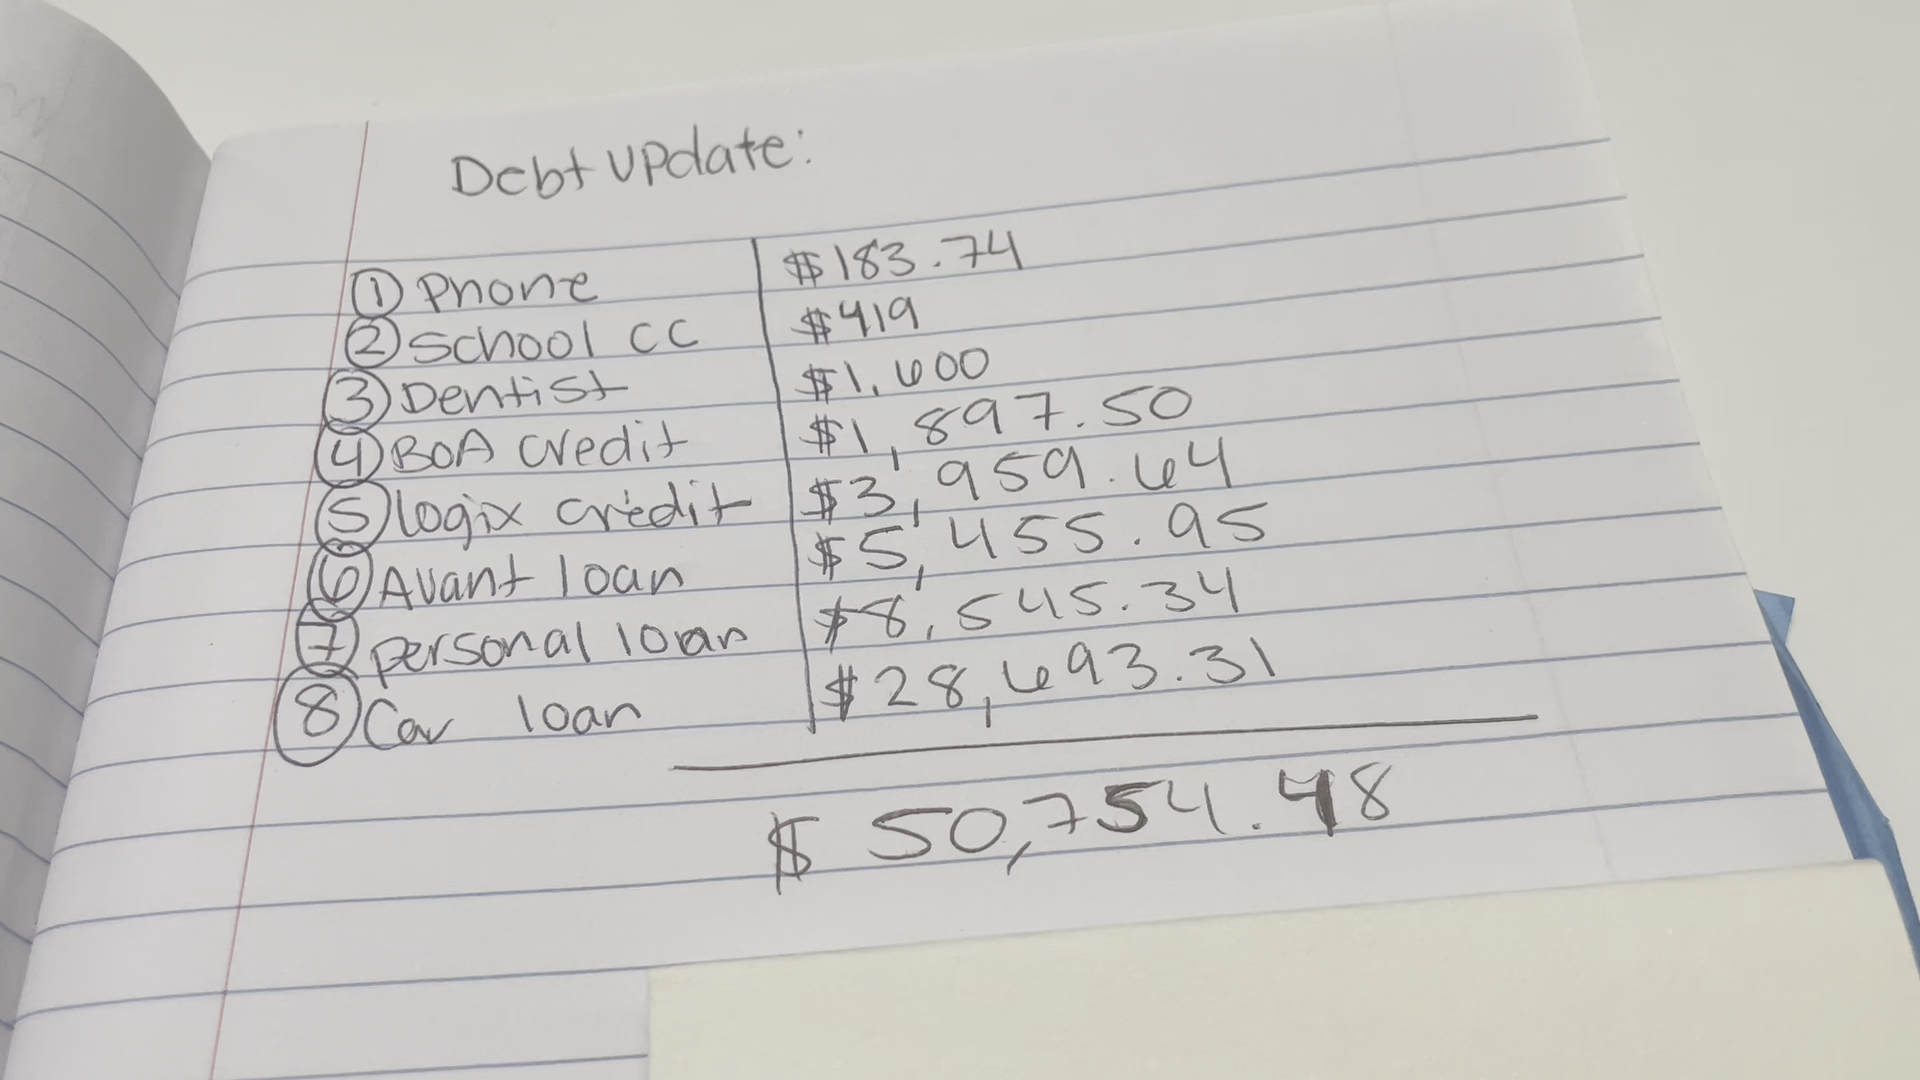 Debt update:
① Phone $183.74
② School CC $419
③ Dentist $1,600
④ BOA credit $1,897.50
⑤ logix credit $3,959.64
⑥ Avant loan $5,455.95
⑦ personal loan $8,545.34
⑧ Car loan $28,693.31
$50,754.48